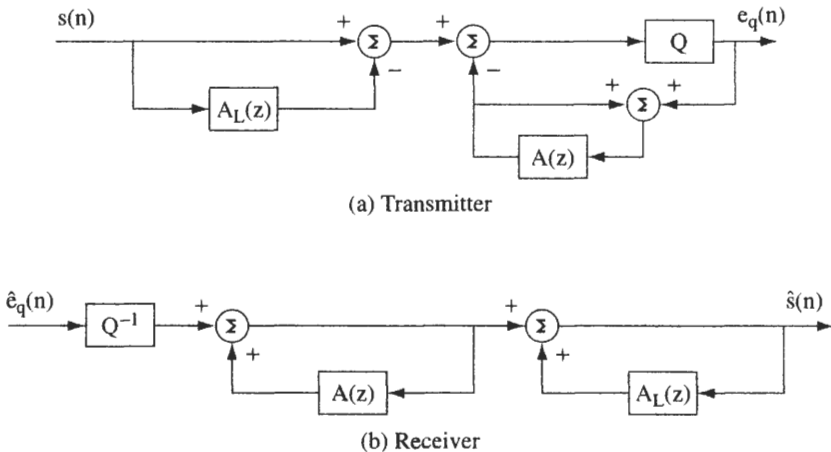 s(n) + Σ + Σ Q e_q(n)
− −
A_L(z) + Σ +
A(z)
(a) Transmitter
ê_q(n) Q⁻¹ + Σ + Σ ŝ(n)
+ +
A(z) A_L(z)
(b) Receiver